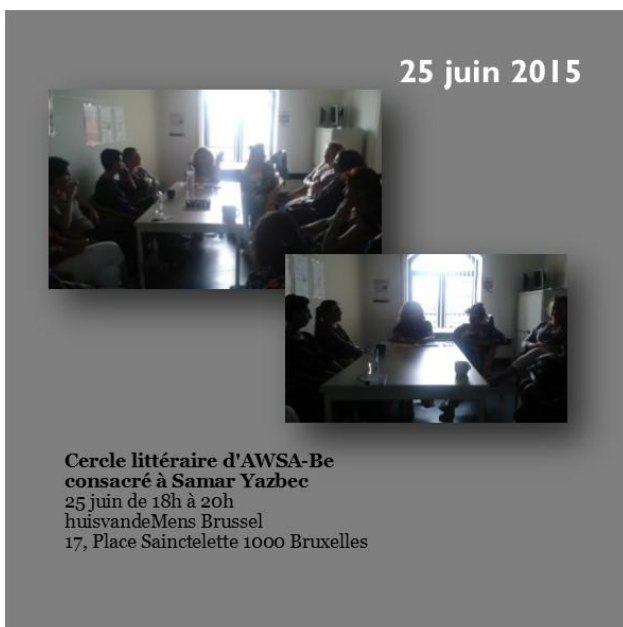 25 juin 2015
Cercle littéraire d'AWSA-Be
consacré à Samar Yazbec
25 juin de 18h à 20h
huisvandeMens Brussel
17, Place Sainctelette 1000 Bruxelles